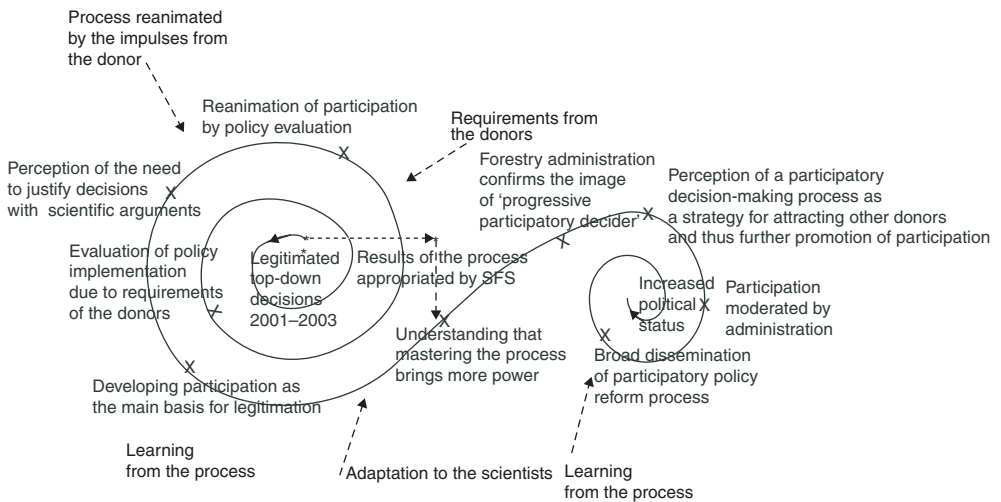 Process reanimated
by the impulses from
the donor
Reanimation of participation
by policy evaluation
Requirements from
the donors
Forestry administration
confirms the image
of ‘progressive
participatory decider’
Perception of a participatory
decision-making process as
a strategy for attracting other donors
and thus further promotion of participation
Perception of the need
to justify decisions
with scientific arguments
Evaluation of policy
implementation
due to requirements
of the donors
Legitimated
top-down
decisions
2001–2003
Results of the process
appropriated by SFS
Increased
political
status
Participation
moderated by
administration
Understanding that
mastering the process
brings more power
Broad dissemination
of participatory policy
reform process
Developing participation as
the main basis for legitimation
Learning
from the process
Adaptation to the scientists
Learning
from the process